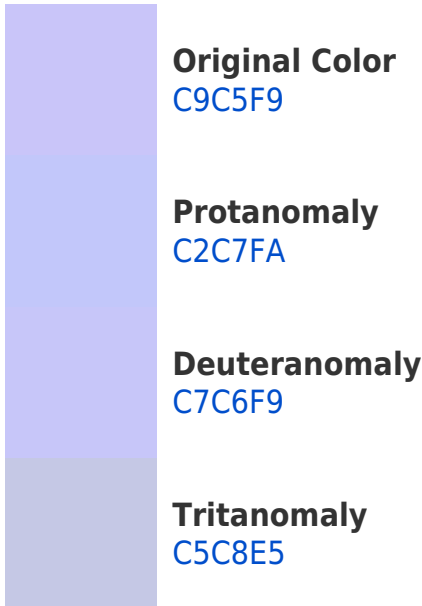 Original Color
C9C5F9
Protanomaly
C2C7FA
Deuteranomaly
C7C6F9
Tritanomaly
C5C8E5